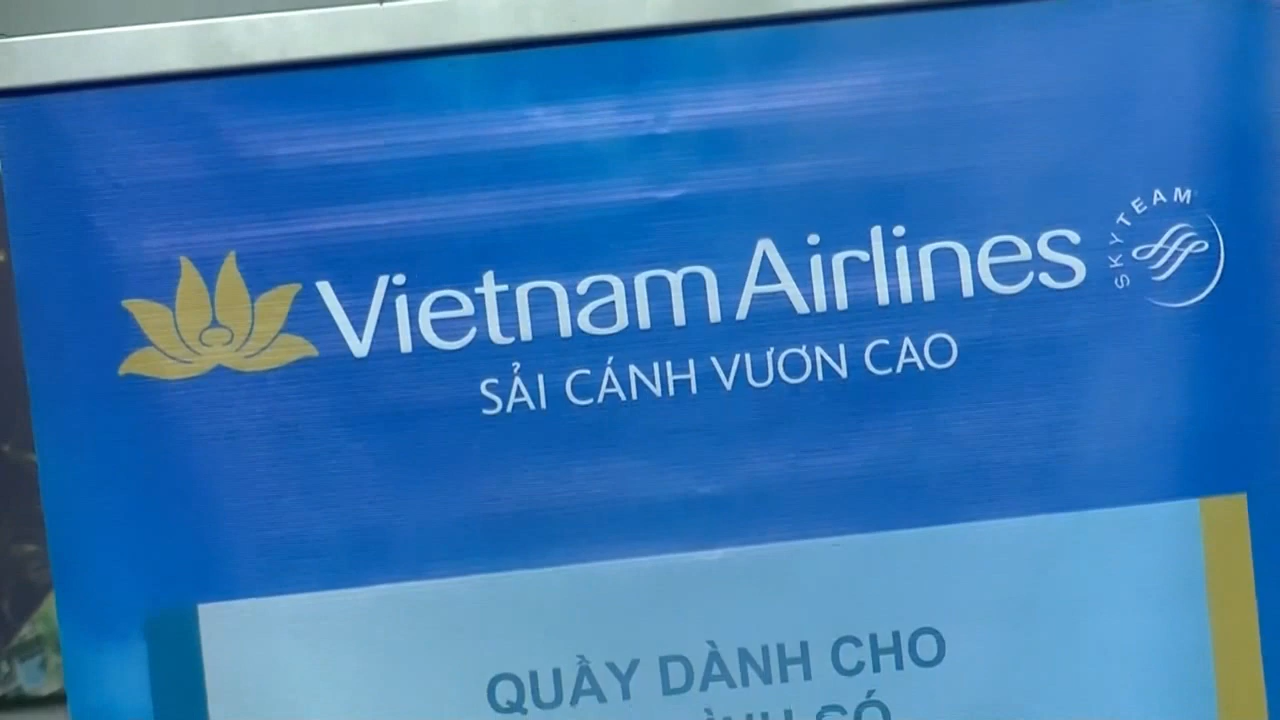 Vietnam Airlines
SKYTEAM
SẢI CÁNH VƯƠN CAO
QUẦY DÀNH CHO